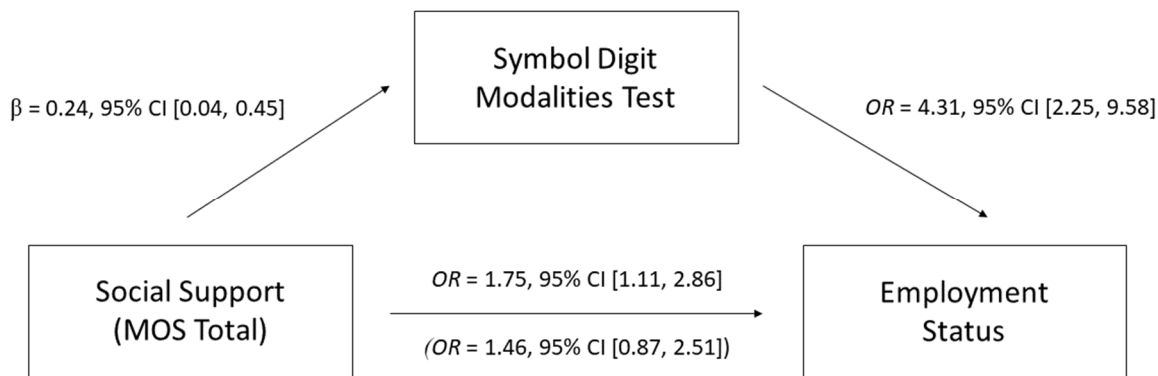 Symbol Digit
Modalities Test
β = 0.24, 95% CI [0.04, 0.45]
OR = 4.31, 95% CI [2.25, 9.58]
Social Support
(MOS Total)
OR = 1.75, 95% CI [1.11, 2.86]
(OR = 1.46, 95% CI [0.87, 2.51])
Employment
Status